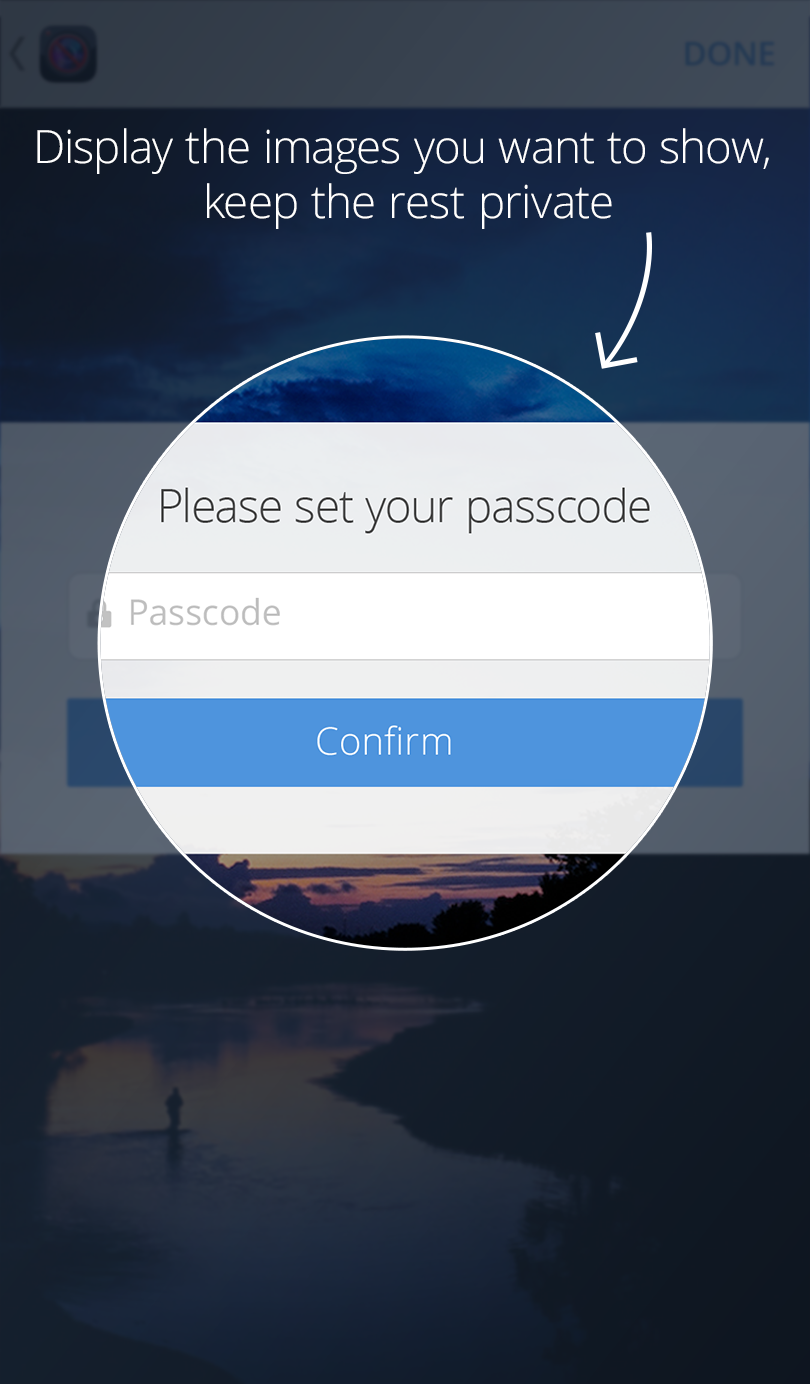 DONE
Display the images you want to show,
keep the rest private
Please set your passcode
Passcode
Confirm